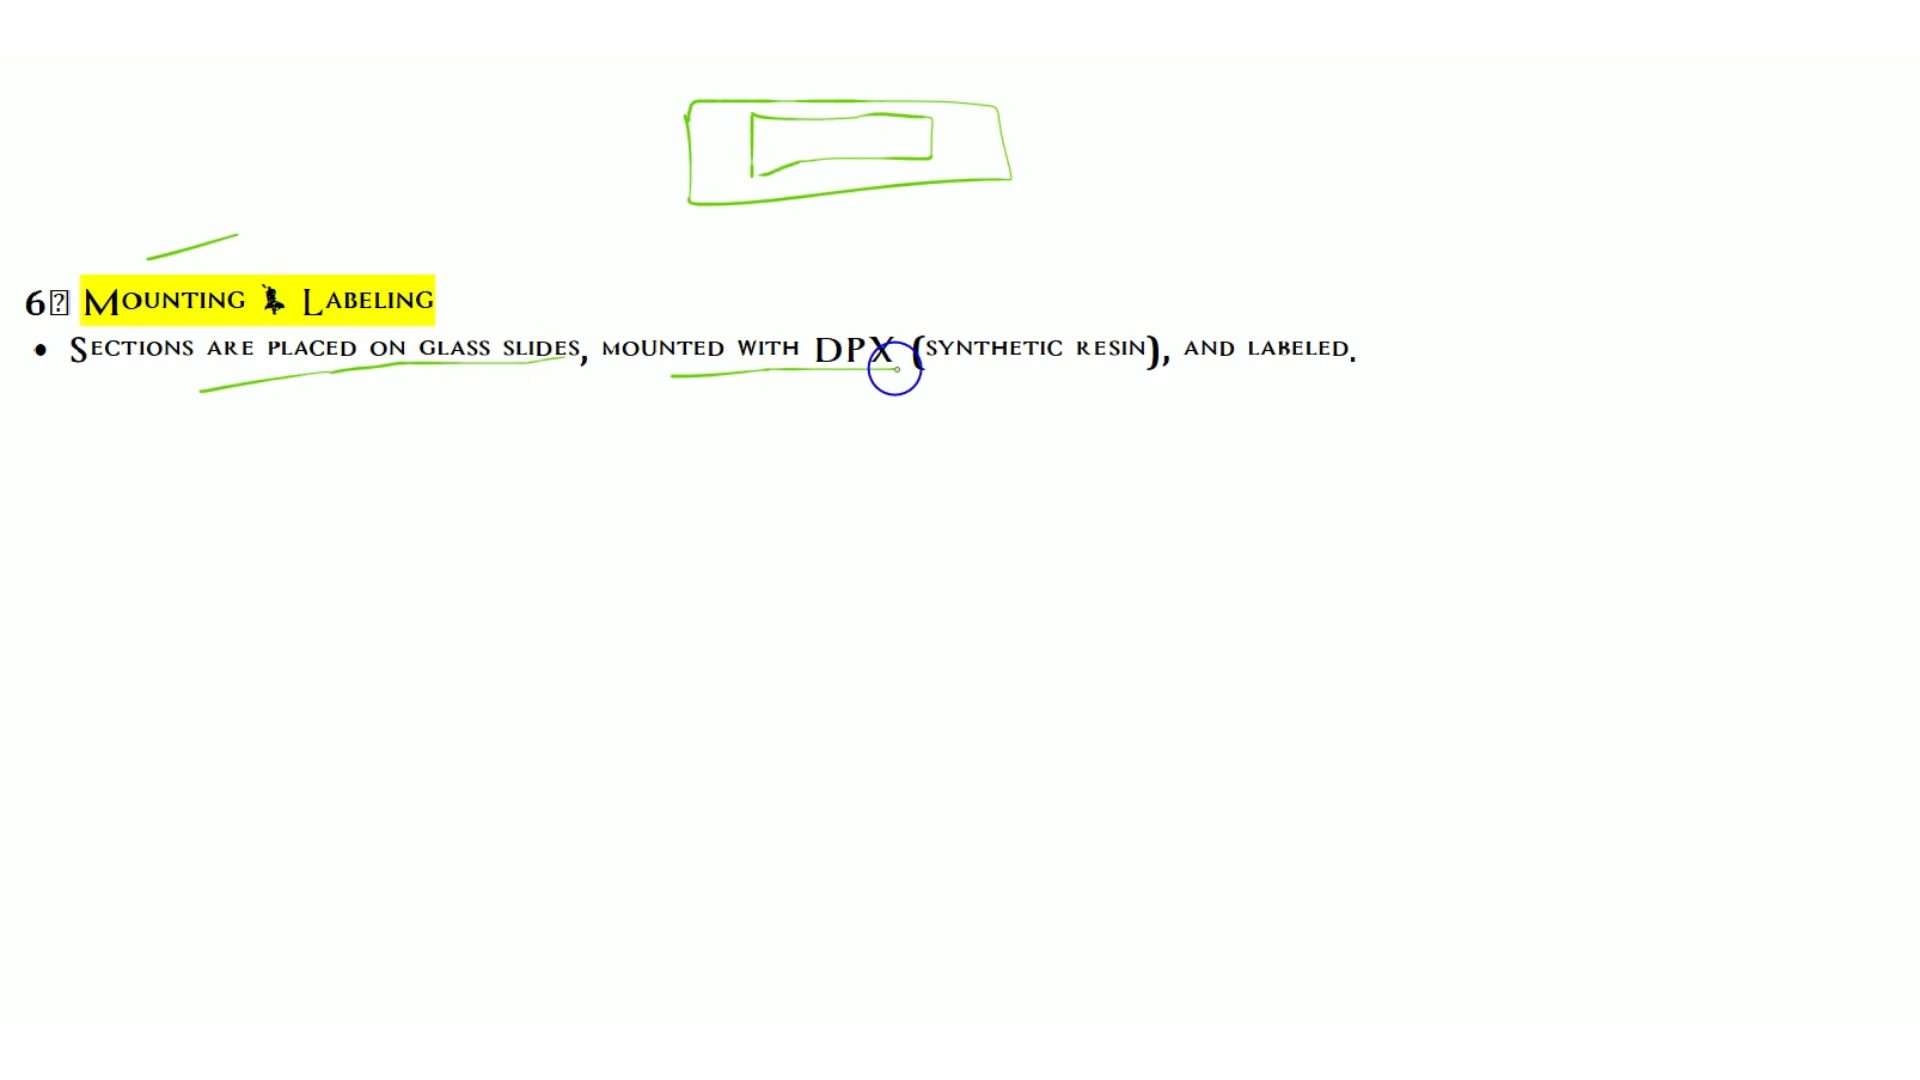 6 Mounting & Labeling
• Sections are placed on glass slides, mounted with DPX (synthetic resin), and labeled.